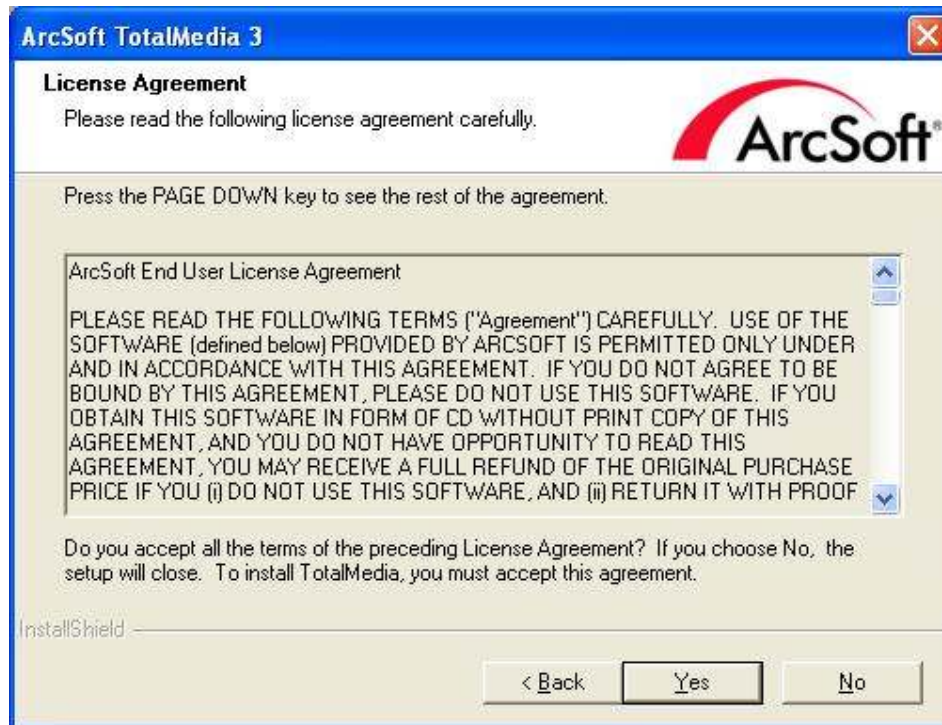 ArcSoft TotalMedia 3
License Agreement
Please read the following license agreement carefully.
ArcSoft®
Press the PAGE DOWN key to see the rest of the agreement.
ArcSoft End User License Agreement
PLEASE READ THE FOLLOWING TERMS ("Agreement") CAREFULLY. USE OF THE
SOFTWARE (defined below) PROVIDED BY ARCSOFT IS PERMITTED ONLY UNDER
AND IN ACCORDANCE WITH THIS AGREEMENT. IF YOU DO NOT AGREE TO BE
BOUND BY THIS AGREEMENT, PLEASE DO NOT USE THIS SOFTWARE. IF YOU
OBTAIN THIS SOFTWARE IN FORM OF CD WITHOUT PRINT COPY OF THIS
AGREEMENT, AND YOU DO NOT HAVE OPPORTUNITY TO READ THIS
AGREEMENT, YOU MAY RECEIVE A FULL REFUND OF THE ORIGINAL PURCHASE
PRICE IF YOU (i) DO NOT USE THIS SOFTWARE, AND (ii) RETURN IT WITH PROOF
Do you accept all the terms of the preceding License Agreement? If you choose No, the
setup will close. To install TotalMedia, you must accept this agreement.
InstallShield
< Back
Yes
No